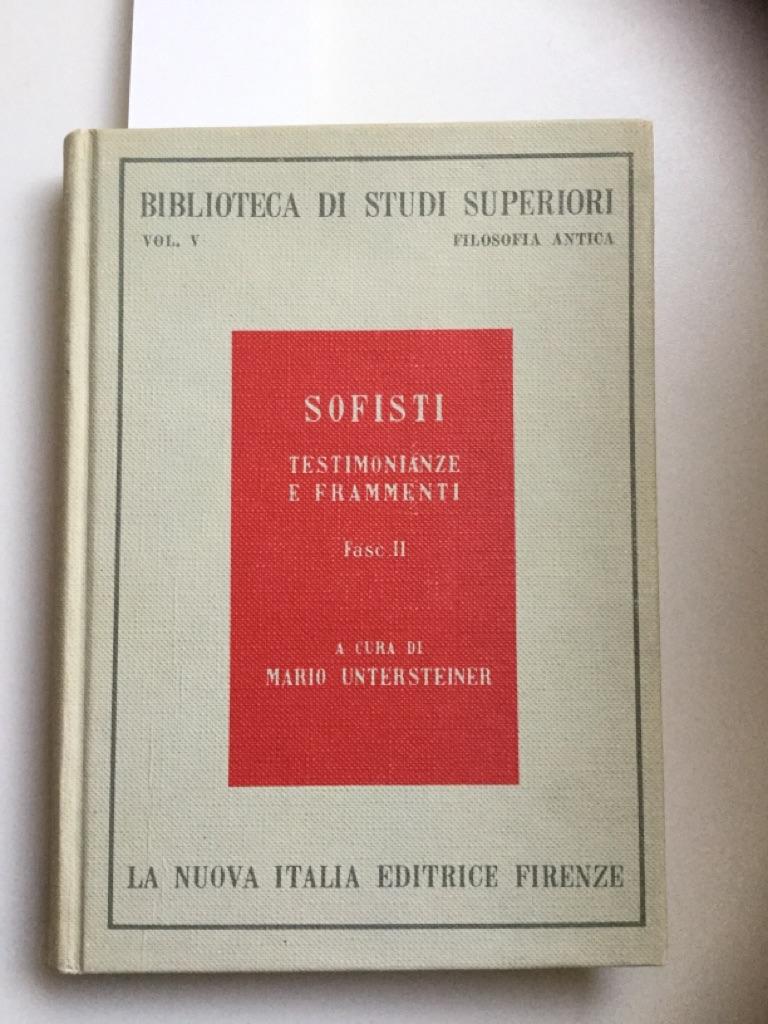 BIBLIOTECA DI STUDI SUPERIORI
VOL. V FILOSOFIA ANTICA
SOFISTI
TESTIMONIANZE
E FRAMMENTI
Fasc II
A CURA DI
MARIO UNTERSTEINER
LA NUOVA ITALIA EDITRICE FIRENZE